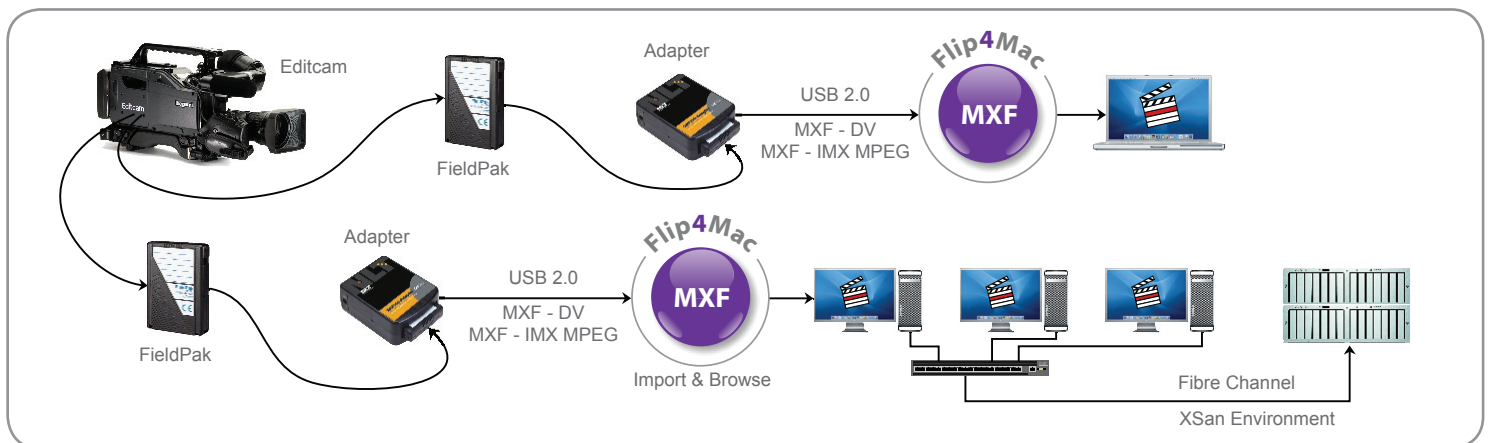 Editcam
Editcam
FieldPak
Adapter
USB 2.0
MXF - DV
MXF - IMX MPEG
Flip4Mac
MXF
FieldPak
Adapter
USB 2.0
MXF - DV
MXF - IMX MPEG
Flip4Mac
MXF
Import & Browse
Fibre Channel
XSan Environment